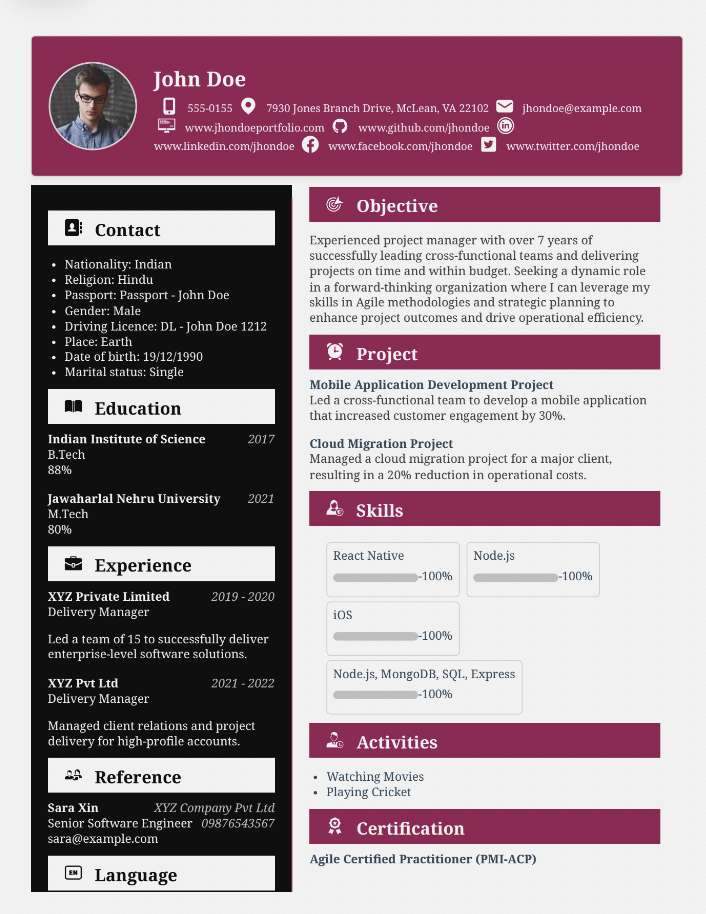 John Doe
555-0155 7930 Jones Branch Drive, McLean, VA 22102 jhondoe@example.com
www.jhondoeportfolio.com www.github.com/jhondoe
www.linkedin.com/jhondoe www.facebook.com/jhondoe www.twitter.com/jhondoe
Contact
• Nationality: Indian
• Religion: Hindu
• Passport: Passport - John Doe
• Gender: Male
• Driving Licence: DL - John Doe 1212
• Place: Earth
• Date of birth: 19/12/1990
• Marital status: Single
Education
Indian Institute of Science 2017
B.Tech
88%
Jawaharlal Nehru University 2021
M.Tech
80%
Experience
XYZ Private Limited 2019 - 2020
Delivery Manager
Led a team of 15 to successfully deliver
enterprise-level software solutions.
XYZ Pvt Ltd 2021 - 2022
Delivery Manager
Managed client relations and project
delivery for high-profile accounts.
Reference
Sara Xin XYZ Company Pvt Ltd
Senior Software Engineer 09876543567
sara@example.com
EN Language
Objective
Experienced project manager with over 7 years of
successfully leading cross-functional teams and delivering
projects on time and within budget. Seeking a dynamic role
in a forward-thinking organization where I can leverage my
skills in Agile methodologies and strategic planning to
enhance project outcomes and drive operational efficiency.
Project
Mobile Application Development Project
Led a cross-functional team to develop a mobile application
that increased customer engagement by 30%.
Cloud Migration Project
Managed a cloud migration project for a major client,
resulting in a 20% reduction in operational costs.
Skills
React Native Node.js
-100% -100%
iOS
-100%
Node.js, MongoDB, SQL, Express
-100%
Activities
• Watching Movies
• Playing Cricket
Certification
Agile Certified Practitioner (PMI-ACP)